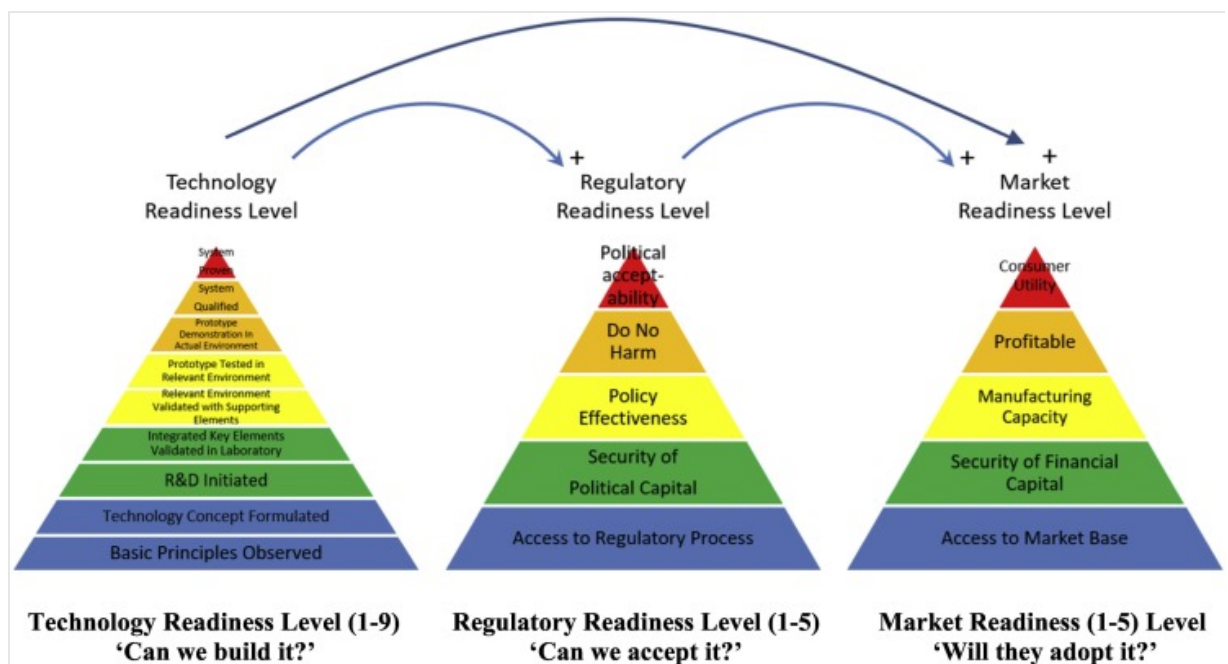 +
+
+
Technology
Readiness Level
Regulatory
Readiness Level
Market
Readiness Level
System
Proven
System
Qualified
Prototype
Demonstration In
Actual Environment
Prototype Tested in
Relevant Environment
Relevant Environment
Validated with Supporting
Elements
Integrated Key Elements
Validated in Laboratory
R&D Initiated
Technology Concept Formulated
Basic Principles Observed
Political
accept-
ability
Do No
Harm
Policy
Effectiveness
Security of
Political Capital
Access to Regulatory Process
Consumer
Utility
Profitable
Manufacturing
Capacity
Security of Financial
Capital
Access to Market Base
Technology Readiness Level (1-9)
‘Can we build it?’
Regulatory Readiness Level (1-5)
‘Can we accept it?’
Market Readiness (1-5) Level
‘Will they adopt it?’